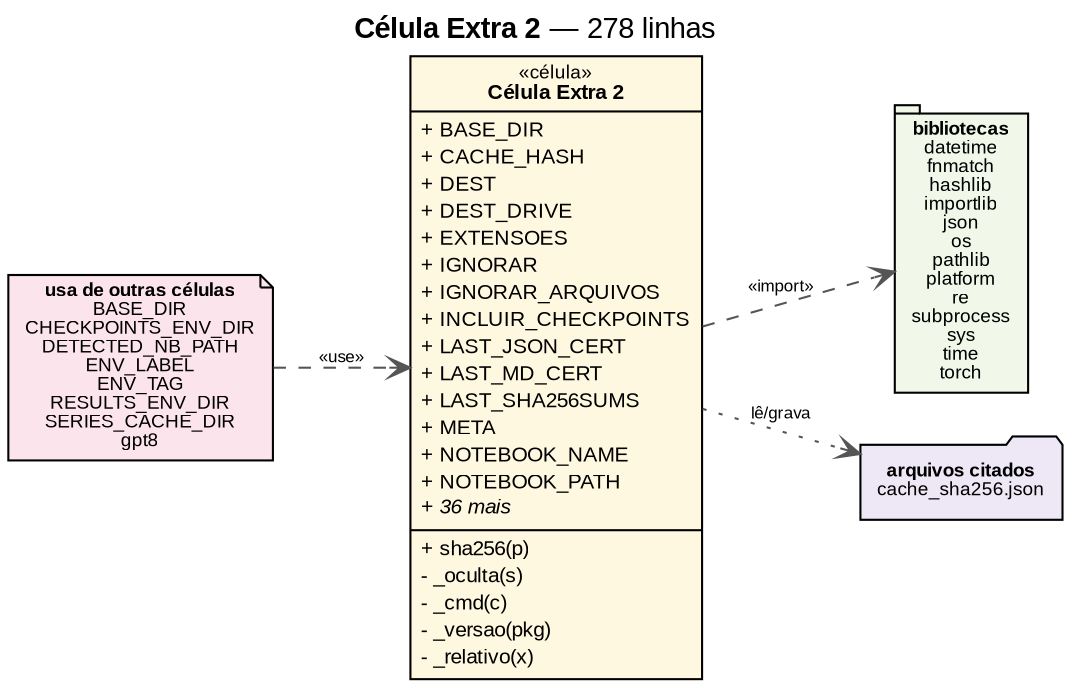 Célula Extra 2 — 278 linhas
usa de outras células
BASE_DIR
CHECKPOINTS_ENV_DIR
DETECTED_NB_PATH
ENV_LABEL
ENV_TAG
RESULTS_ENV_DIR
SERIES_CACHE_DIR
gpt8
«use»
«célula»
Célula Extra 2
+ BASE_DIR
+ CACHE_HASH
+ DEST
+ DEST_DRIVE
+ EXTENSOES
+ IGNORAR
+ IGNORAR_ARQUIVOS
+ INCLUIR_CHECKPOINTS
+ LAST_JSON_CERT
+ LAST_MD_CERT
+ LAST_SHA256SUMS
+ META
+ NOTEBOOK_NAME
+ NOTEBOOK_PATH
+ 36 mais
+ sha256(p)
- _oculta(s)
- _cmd(c)
- _versao(pkg)
- _relativo(x)
«import»
bibliotecas
datetime
fnmatch
hashlib
importlib
json
os
pathlib
platform
re
subprocess
sys
time
torch
lê/grava
arquivos citados
cache_sha256.json